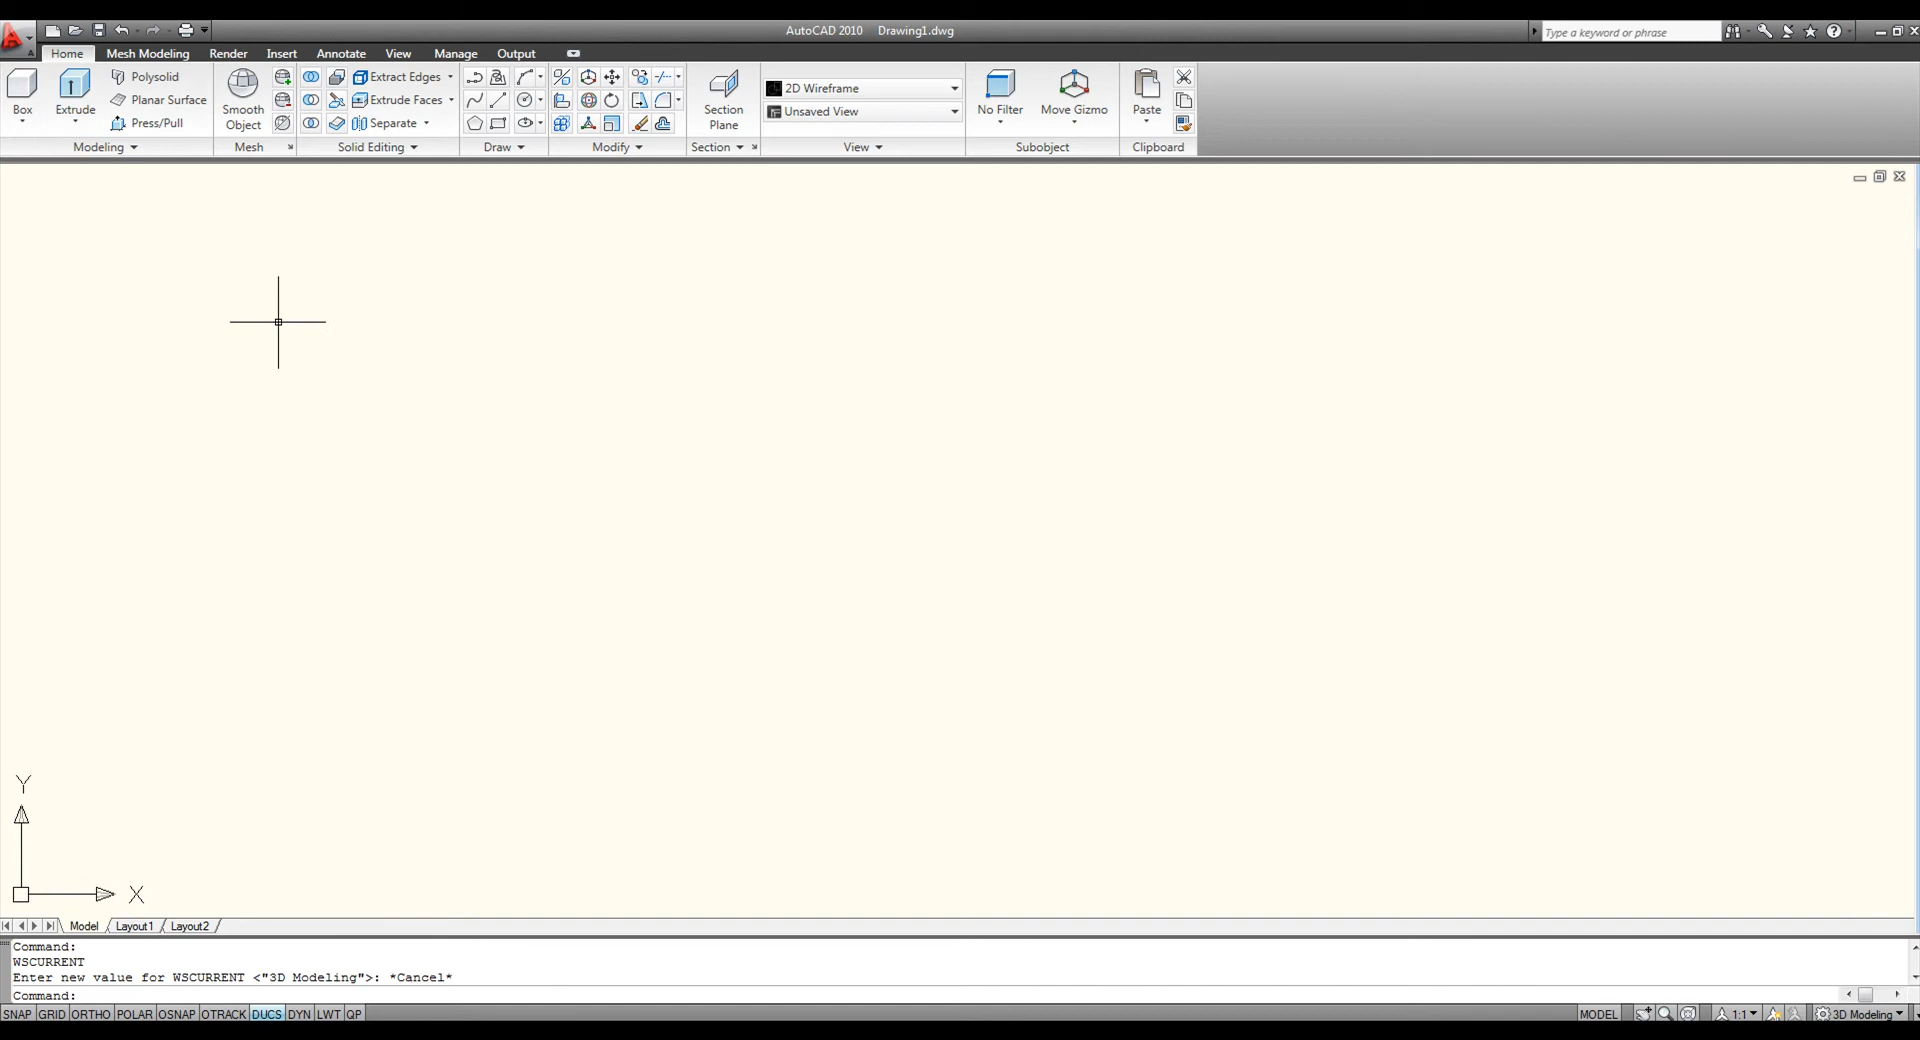 AutoCAD 2010 Drawing1.dwg
Type a keyword or phrase
Home Mesh Modeling Render Insert Annotate View Manage Output
Box
Extrude
Polysolid
Planar Surface
Press/Pull
Smooth
Object
Extract Edges
Extrude Faces
Separate
Section
Plane
2D Wireframe
Unsaved View
No Filter
Move Gizmo
Paste
Modeling Mesh Solid Editing Draw Modify Section View Subobject Clipboard
Y
X
Model Layout1 Layout2
Command:
WSCURRENT
Enter new value for WSCURRENT <"3D Modeling">: *Cancel*
Command:
SNAP GRID ORTHO POLAR OSNAP OTRACK DUCS DYN LWT QP MODEL 1:1 3D Modeling